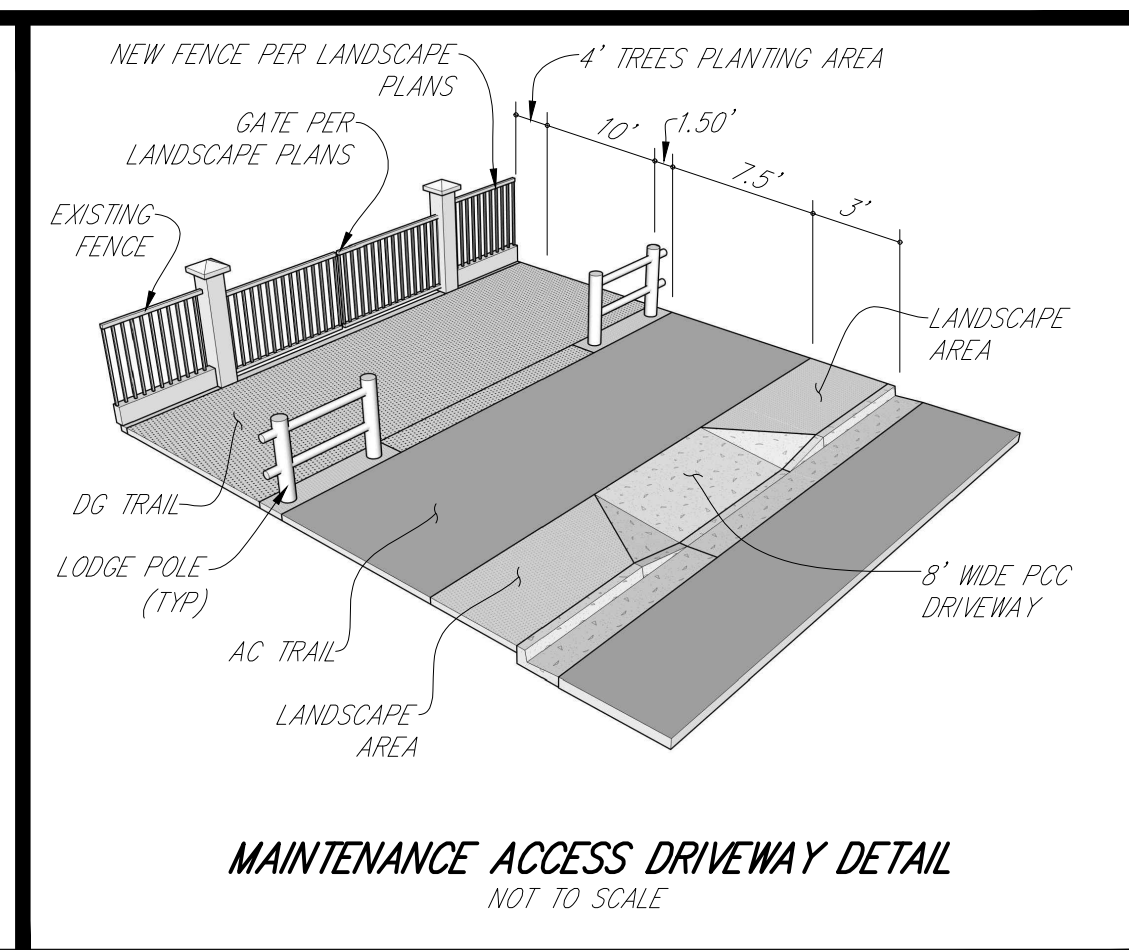 NEW FENCE PER LANDSCAPE
PLANS
4' TREES PLANTING AREA
GATE PER
LANDSCAPE PLANS
10'
1.50'
7.5'
3'
EXISTING
FENCE
LANDSCAPE
AREA
DG TRAIL
LODGE POLE
(TYP)
8' WIDE PCC
DRIVEWAY
AC TRAIL
LANDSCAPE
AREA
MAINTENANCE ACCESS DRIVEWAY DETAIL
NOT TO SCALE